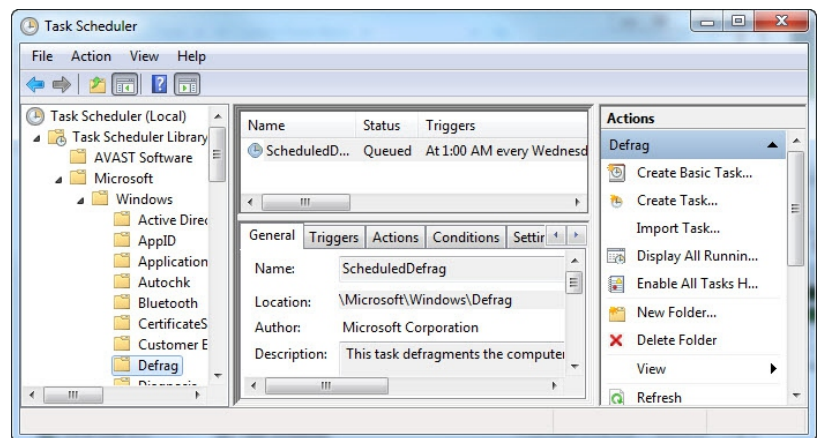 Task Scheduler
File Action View Help
Task Scheduler (Local)
Task Scheduler Library
AVAST Software
Microsoft
Windows
Active Direc
AppID
Application
Autochk
Bluetooth
CertificateS
Customer E
Defrag
Name Status Triggers
ScheduledD... Queued At 1:00 AM every Wednesd
General Triggers Actions Conditions Settin
Name: ScheduledDefrag
Location: \Microsoft\Windows\Defrag
Author: Microsoft Corporation
Description: This task defragments the computer
Actions
Defrag
Create Basic Task...
Create Task...
Import Task...
Display All Runnin...
Enable All Tasks H...
New Folder...
Delete Folder
View
Refresh